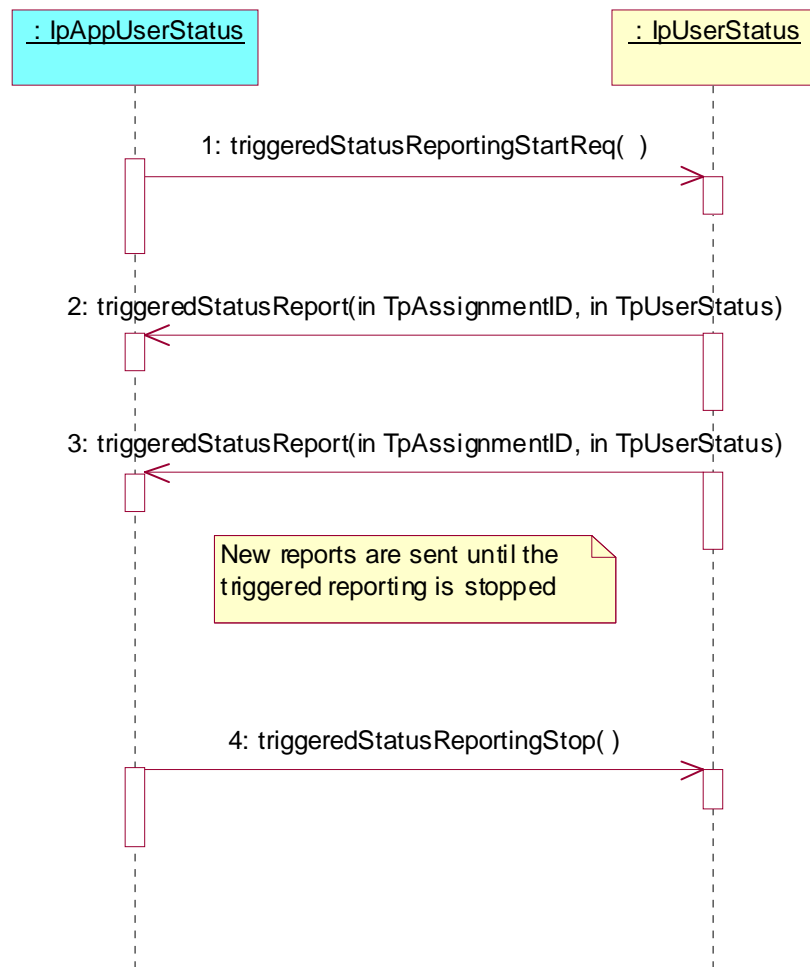 : IpAppUserStatus
: IpUserStatus
1: triggeredStatusReportingStartReq( )
2: triggeredStatusReport(in TpAssignmentID, in TpUserStatus)
3: triggeredStatusReport(in TpAssignmentID, in TpUserStatus)
New reports are sent until the
triggered reporting is stopped
4: triggeredStatusReportingStop( )